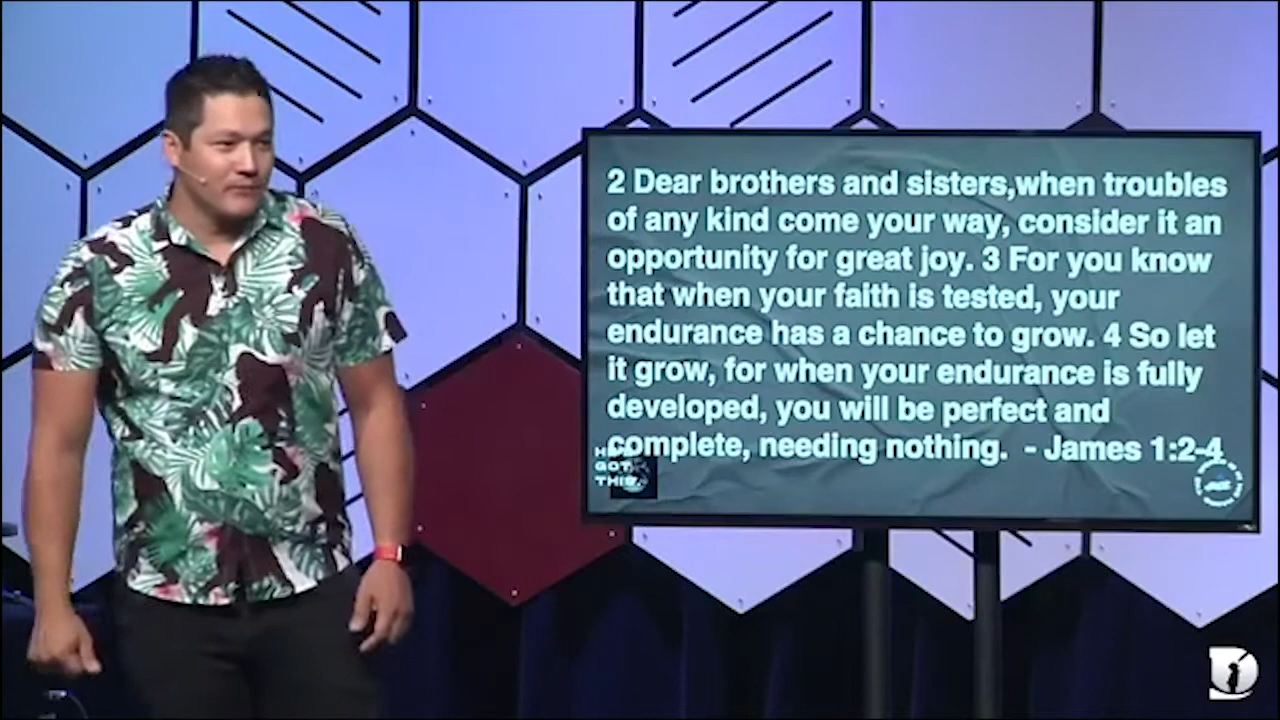 2 Dear brothers and sisters,when troubles
of any kind come your way, consider it an
opportunity for great joy. 3 For you know
that when your faith is tested, your
endurance has a chance to grow. 4 So let
it grow, for when your endurance is fully
developed, you will be perfect and
complete, needing nothing.  - James 1:2-4
GOT
THIS.
D